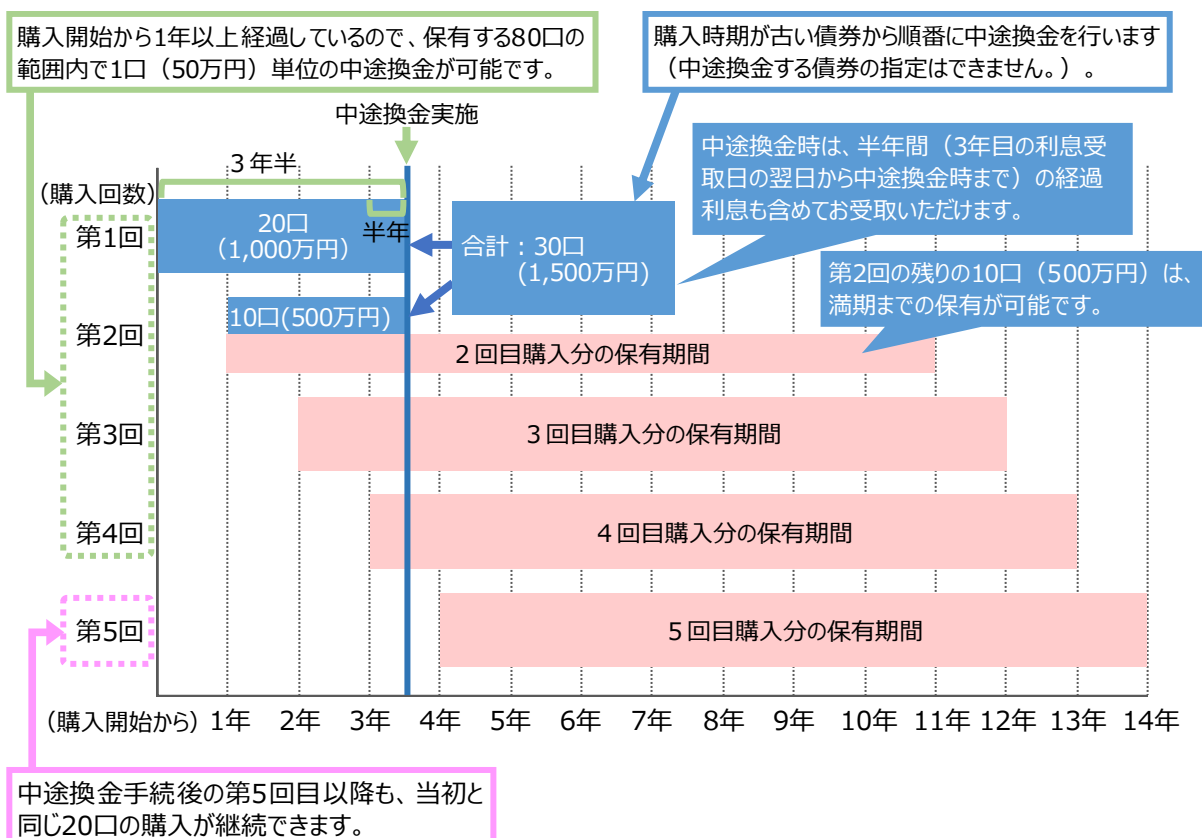 購入開始から1年以上経過しているので、保有する80口の
範囲内で1口（50万円）単位の中途換金が可能です。
購入時期が古い債券から順番に中途換金を行います
（中途換金する債券の指定はできません。）。
中途換金実施
中途換金時は、半年間（3年目の利息受
取日の翌日から中途換金時まで）の経過
利息も含めてお受取いただけます。
３年半
（購入回数）
第1回
20口
（1,000万円）
半年
合計：30口
（1,500万円）
第2回の残りの10口（500万円）は、
満期までの保有が可能です。
10口(500万円)
第2回
２回目購入分の保有期間
第3回
３回目購入分の保有期間
第4回
４回目購入分の保有期間
第5回
５回目購入分の保有期間
（購入開始から） 1年 2年 3年 4年 5年 6年 7年 8年 9年 10年 11年 12年 13年 14年
中途換金手続後の第5回目以降も、当初と
同じ20口の購入が継続できます。